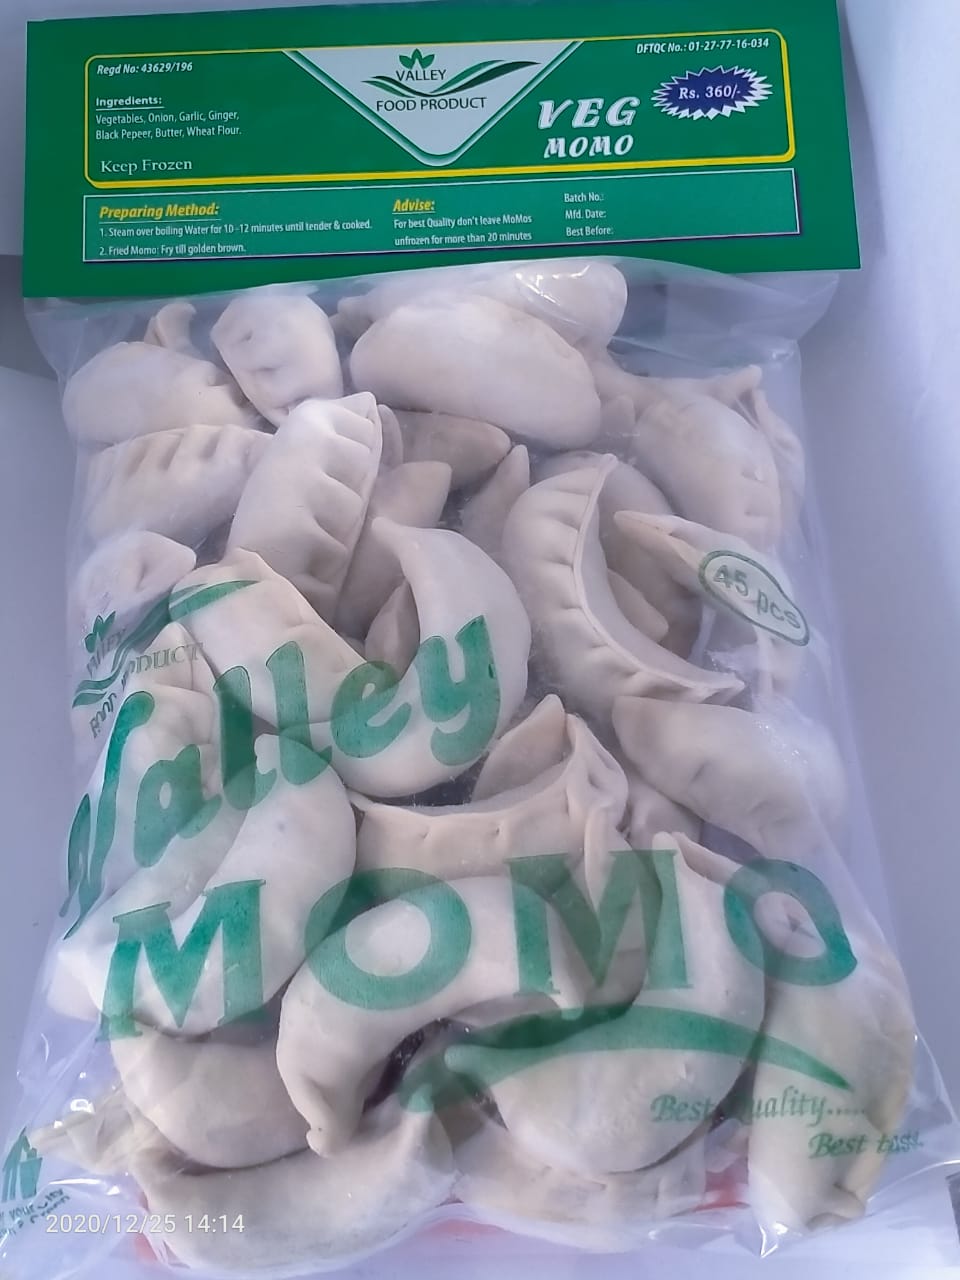 Regd No: 43629/196
Ingredients:
Vegetables, Onion, Garlic, Ginger,
Black Pepeer, Butter, Wheat Flour.
Keep Frozen
VALLEY
FOOD PRODUCT
DFTQC No.: 01-27-77-16-034
VEG
MOMO
Rs. 360/-
Preparing Method:
1. Steam over boiling Water for 10-12 minutes until tender & cooked.
2. Fried Momo: Fry till golden brown.
Advise:
For best Quality don't leave MoMos
unfrozen for more than 20 minutes
Batch No.:
Mfd. Date:
Best Before:
45 pcs
Valley
MOMO
Best Quality.....
Best
2020/12/25 14:14